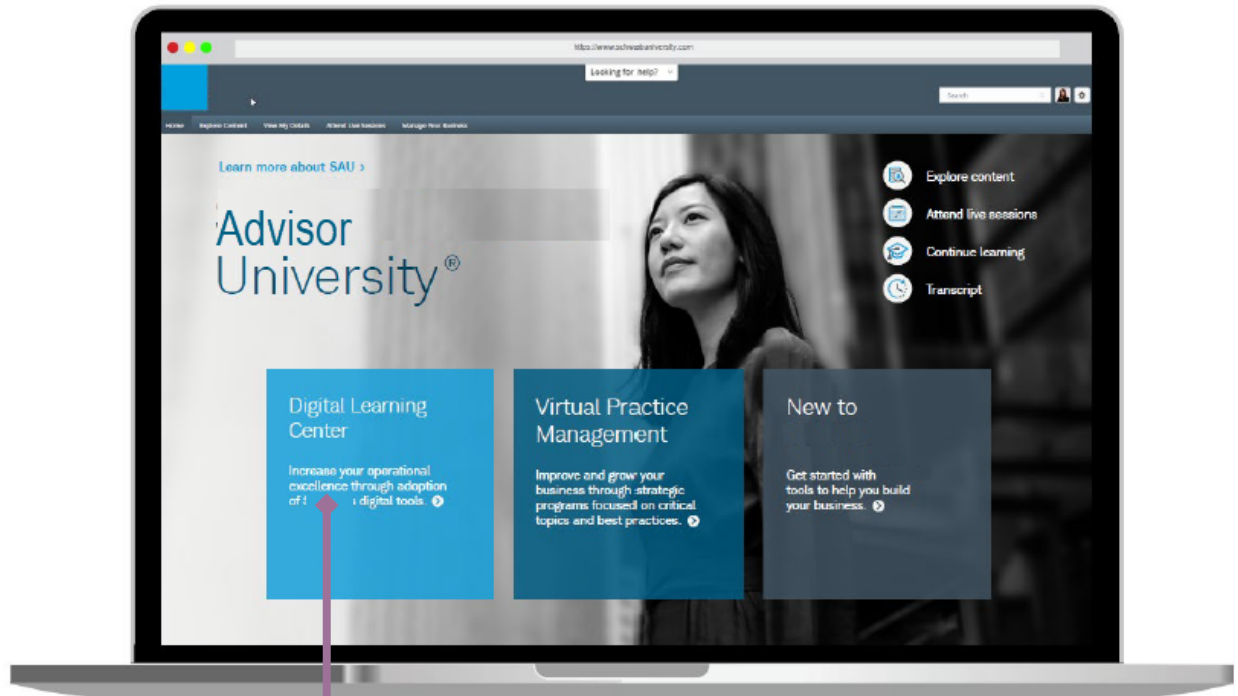 Looking for help?
Search
Home Explore Content View My Details Attend Live Sessions Manage Your Business
Learn more about SAU >
Advisor
University®
Explore content
Attend live sessions
Continue learning
Transcript
Digital Learning
Center
Increase your operational
excellence through adoption
of digital tools.
Virtual Practice
Management
Improve and grow your
business through strategic
programs focused on critical
topics and best practices.
New to
Get started with
tools to help you build
your business.